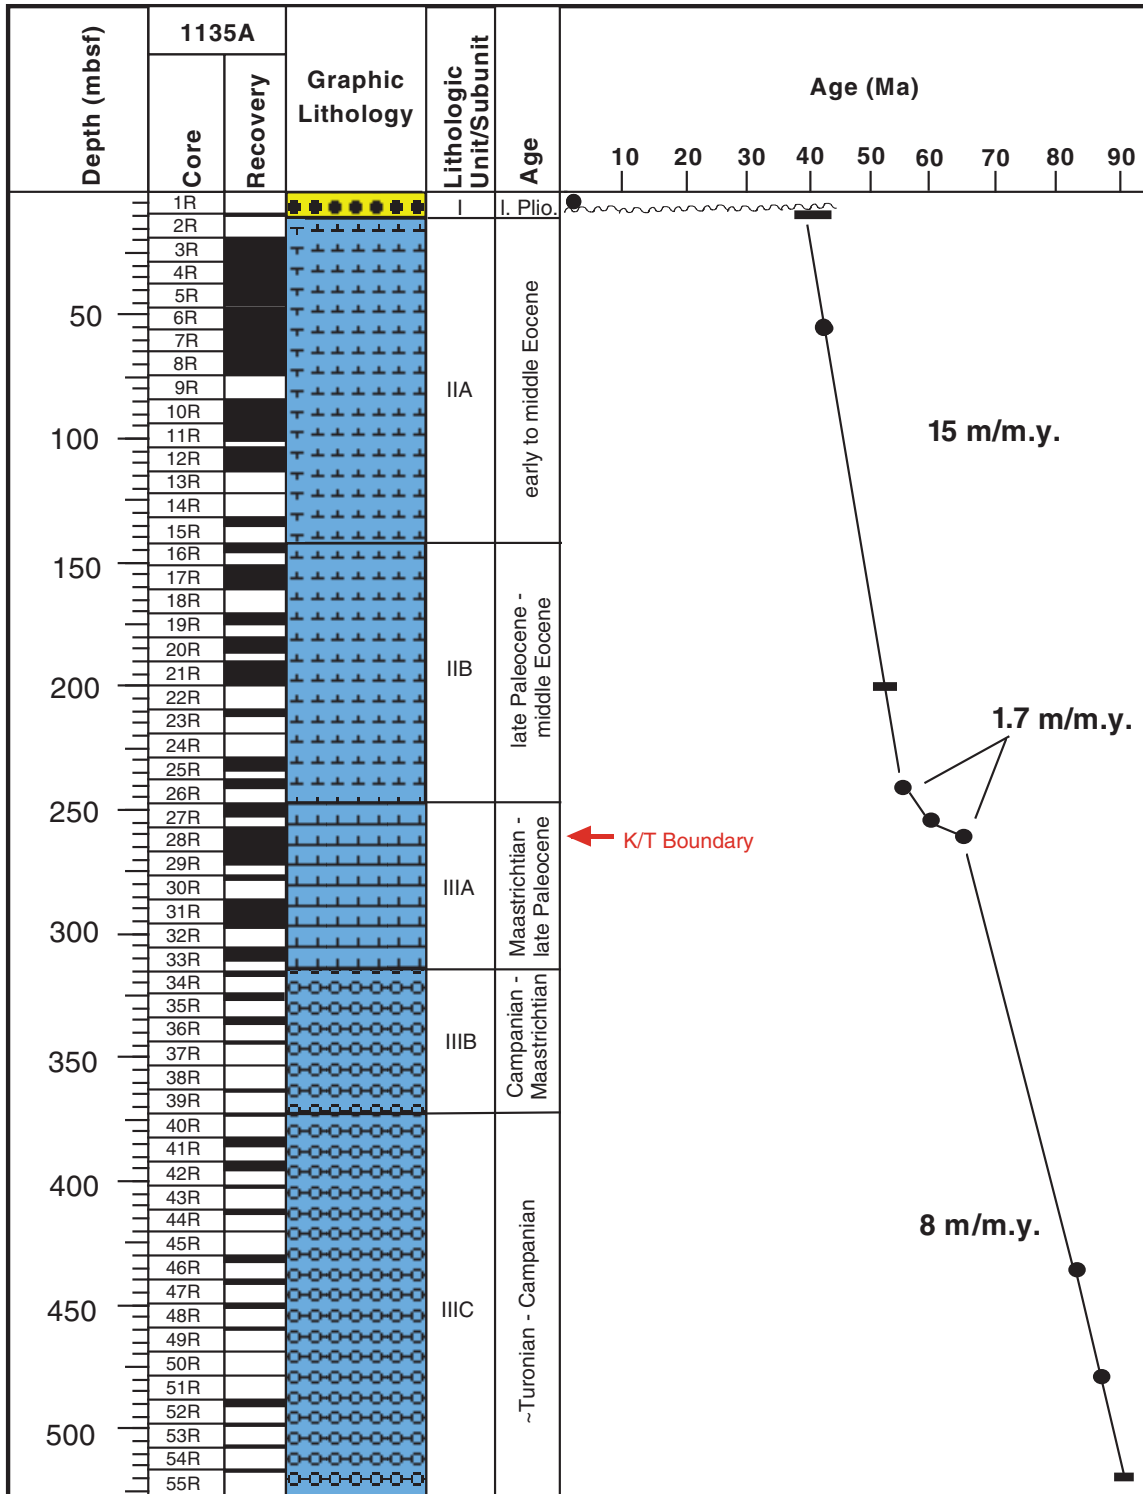 1135A
Depth (mbsf)
Core
Recovery
Graphic
Lithology
Lithologic
Unit/Subunit
Age
Age (Ma)
10 20 30 40 50 60 70 80 90
1R
2R
3R
4R
5R
6R
7R
8R
9R
10R
11R
12R
13R
14R
15R
16R
17R
18R
19R
20R
21R
22R
23R
24R
25R
26R
27R
28R
29R
30R
31R
32R
33R
34R
35R
36R
37R
38R
39R
40R
41R
42R
43R
44R
45R
46R
47R
48R
49R
50R
51R
52R
53R
54R
55R
50
100
150
200
250
300
350
400
450
500
I
IIA
IIB
IIIA
IIIB
IIIC
l. Plio.
early to middle Eocene
late Paleocene -
middle Eocene
Maastrichtian -
late Paleocene
Campanian -
Maastrichtian
~Turonian - Campanian
15 m/m.y.
1.7 m/m.y.
K/T Boundary
8 m/m.y.